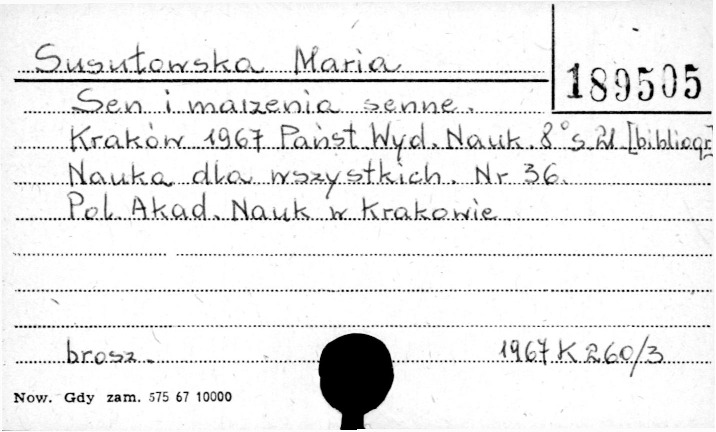 Susułowska Maria
189505
Sen i marzenia senne.
Kraków 1967 Państ. Wyd. Nauk. 8° s. 21 [bibliogr]
Nauka dla wszystkich. Nr 36.
Pol. Akad. Nauk w Krakowie
brosz. 1967 K 260/3
Now. Gdy zam. 575 67 10000